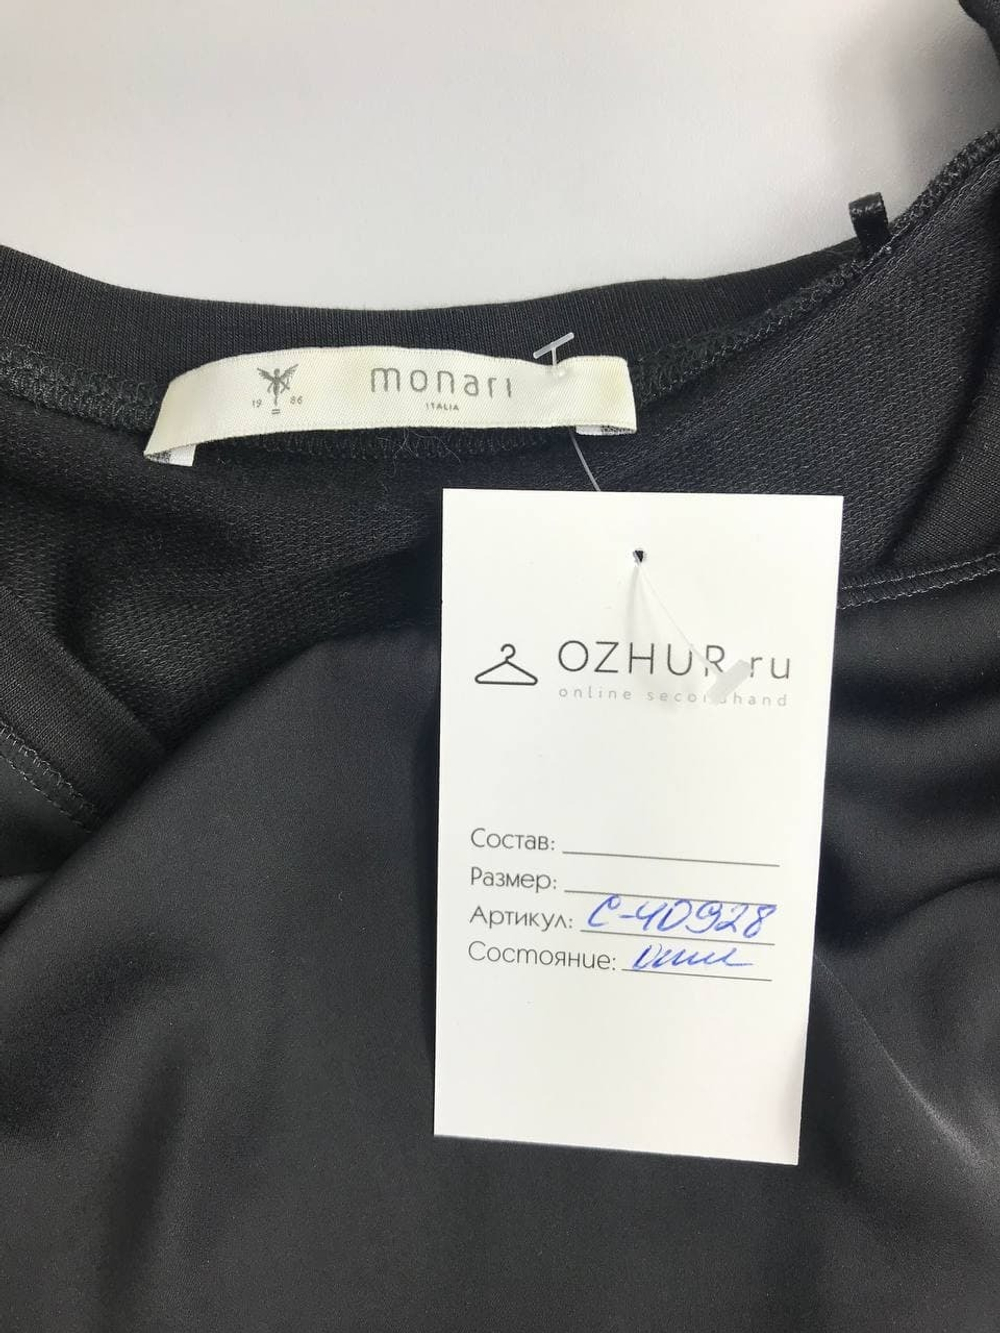 monari
ITALIA
19 86
OZHUR.ru
online secondhand
Состав:
Размер:
Артикул: С-40928
Состояние: